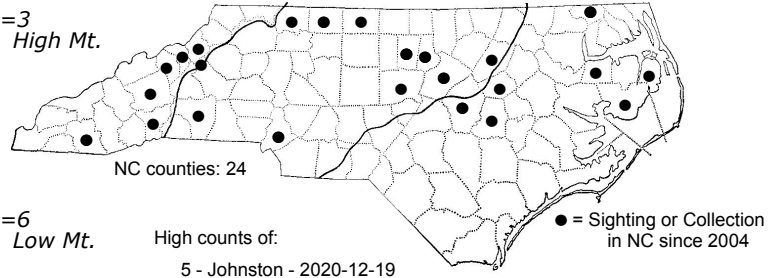 =3
High Mt.
NC counties: 24
=6
Low Mt.
High counts of:
5 - Johnston - 2020-12-19
● = Sighting or Collection
in NC since 2004